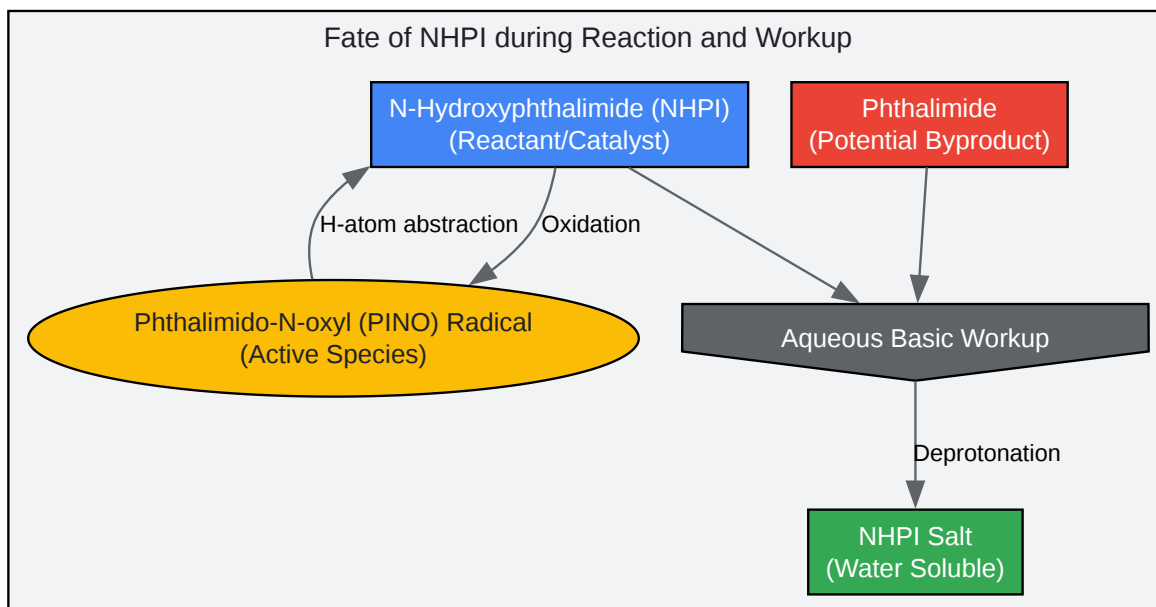 Fate of NHPI during Reaction and Workup
N-Hydroxyphthalimide (NHPI)
(Reactant/Catalyst)
Phthalimide
(Potential Byproduct)
H-atom abstraction
Oxidation
Phthalimido-N-oxyl (PINO) Radical
(Active Species)
Aqueous Basic Workup
Deprotonation
NHPI Salt
(Water Soluble)